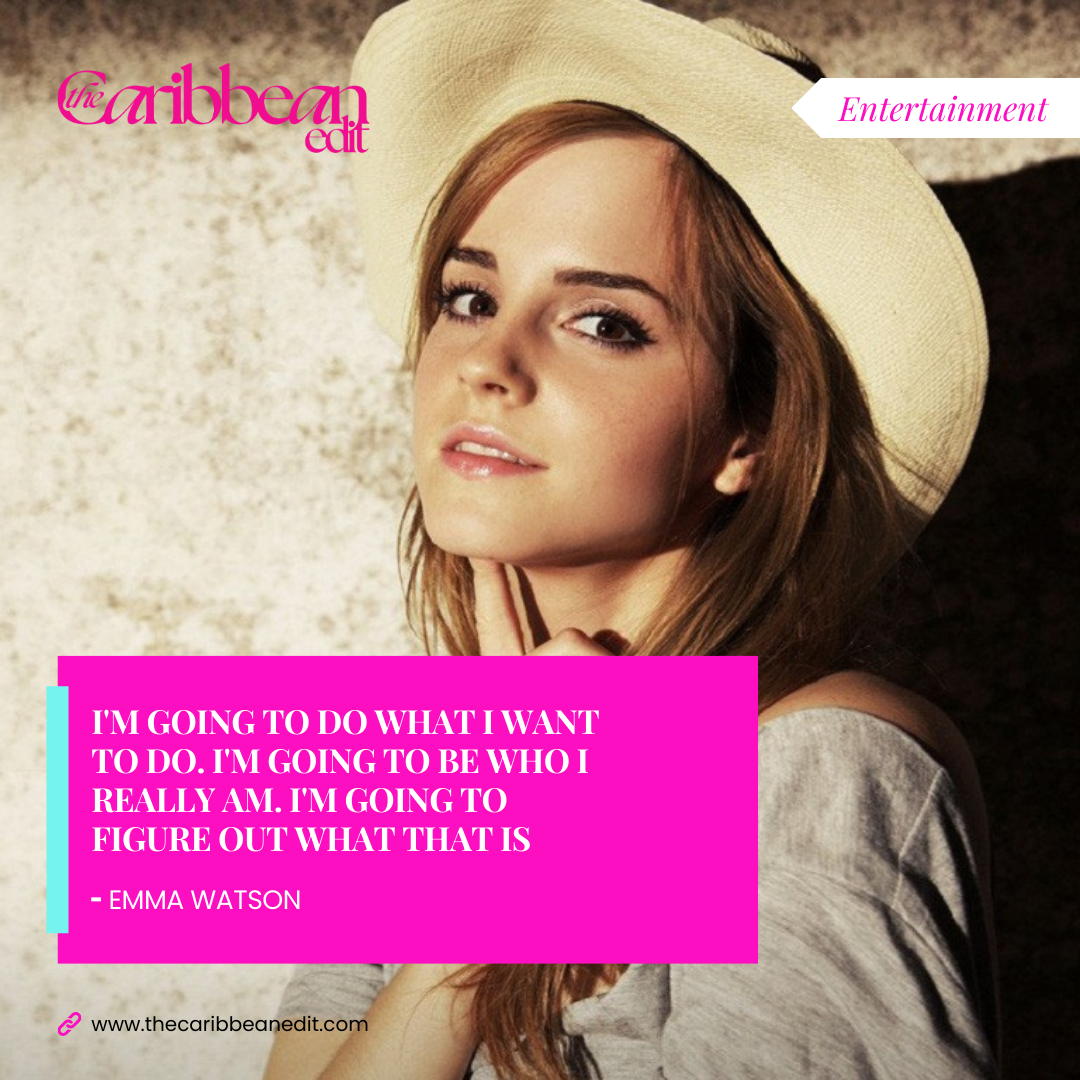 the Caribbean
edit
Entertainment
I'M GOING TO DO WHAT I WANT
TO DO. I'M GOING TO BE WHO I
REALLY AM. I'M GOING TO
FIGURE OUT WHAT THAT IS
- EMMA WATSON
www.thecaribbeanedit.com